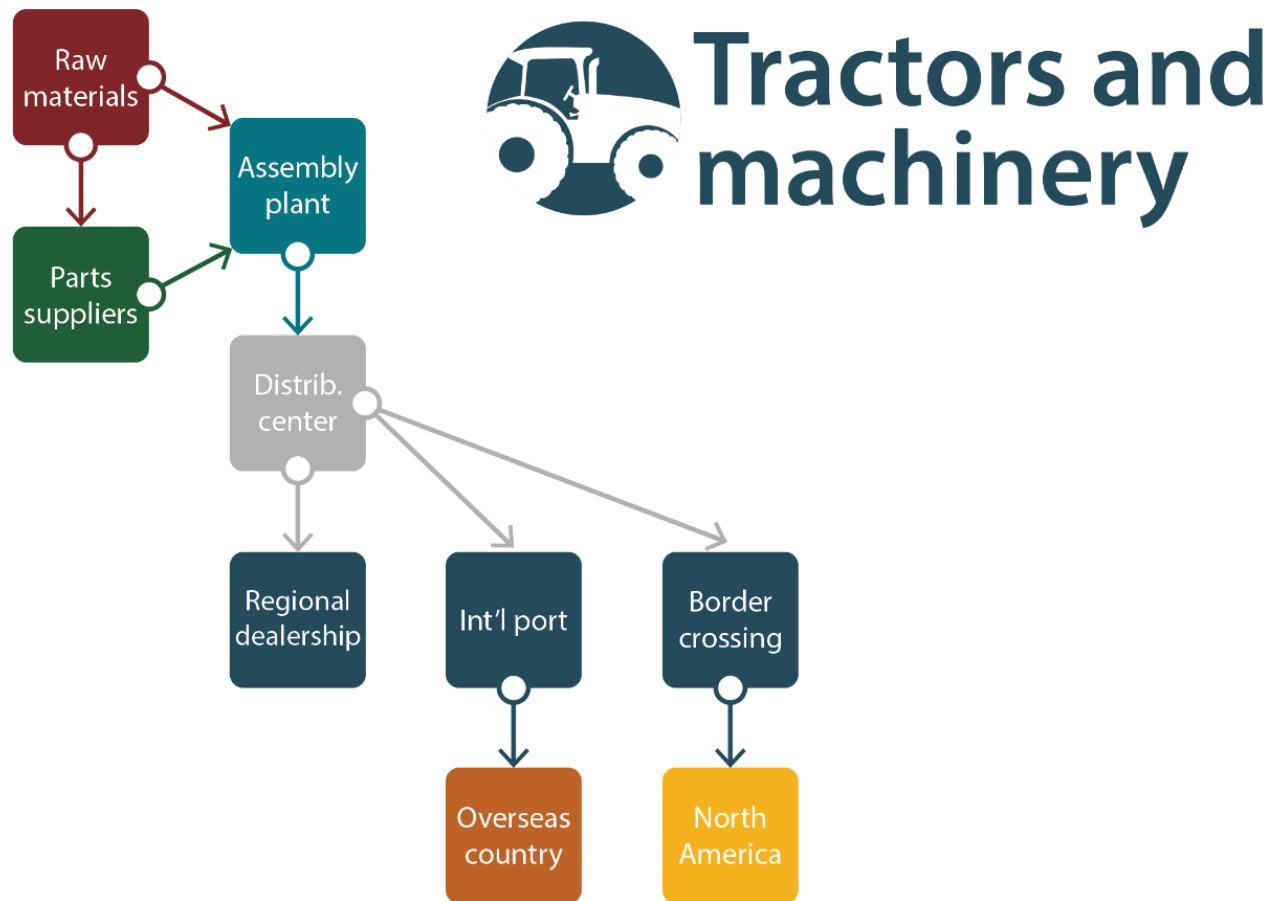 Tractors and
machinery
Raw
materials
Assembly
plant
Parts
suppliers
Distrib.
center
Regional
dealership
Int’l port
Border
crossing
Overseas
country
North
America